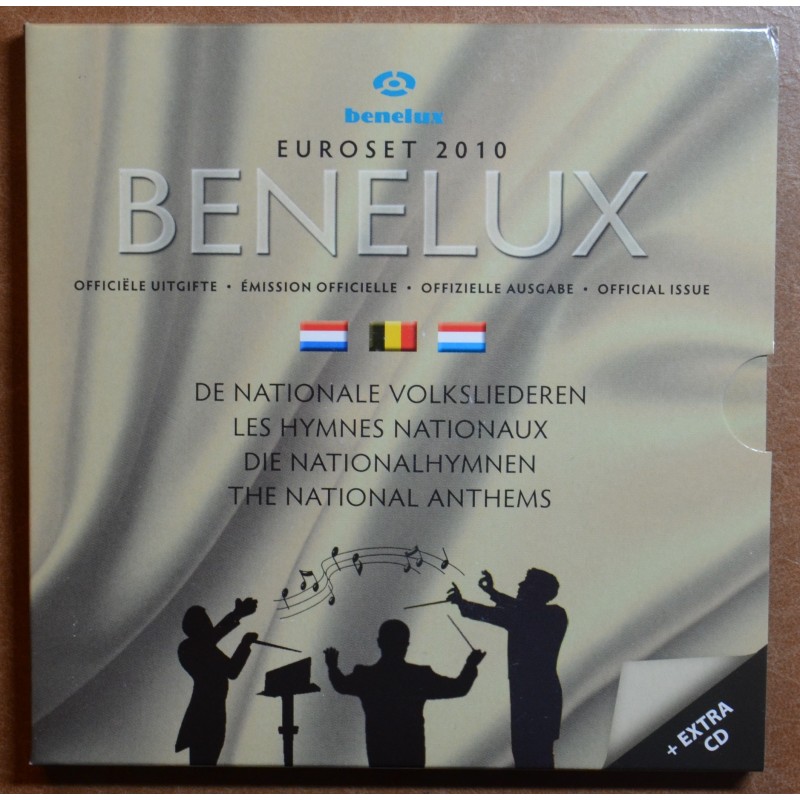 benelux
EUROSET 2010
BENELUX
OFFICIËLE UITGIFTE • ÉMISSION OFFICIELLE • OFFIZIELLE AUSGABE • OFFICIAL ISSUE
DE NATIONALE VOLKSLIEDEREN
LES HYMNES NATIONAUX
DIE NATIONALHYMNEN
THE NATIONAL ANTHEMS
+ EXTRA
CD